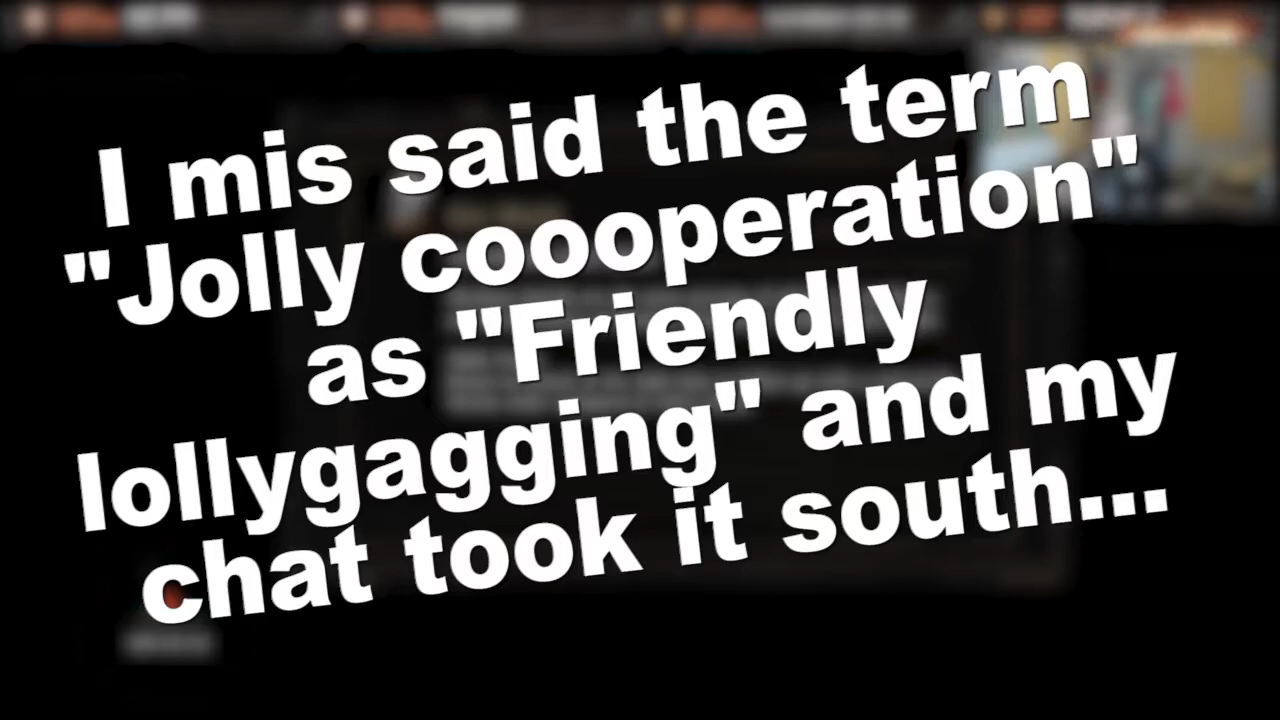 I mis said the term
"Jolly coooperation"
as "Friendly
lollygagging" and my
chat took it south...